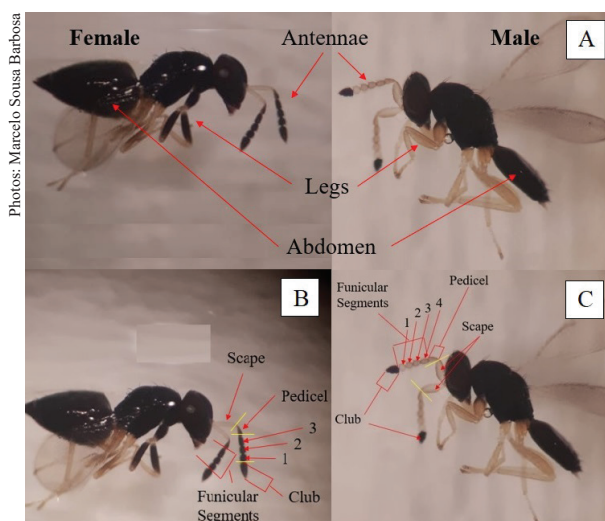 Photos: Marcelo Sousa Barbosa
Female
Antennae
Male
A
Legs
Abdomen
B
Scape
Pedicel
3
2
1
Funicular
Segments
Club
C
Pedicel
Funicular
Segments
4
3
2
1
Scape
Club